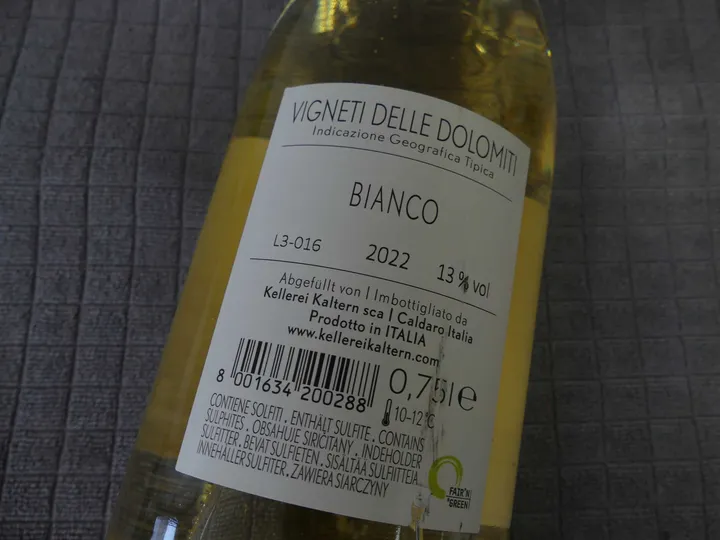 VIGNETI DELLE DOLOMITI
Indicazione Geografica Tipica
BIANCO
L3-016 2022 13 % vol
Abgefüllt von | Imbottigliato da
Kellerei Kaltern sca | Caldaro Italia
Prodotto in ITALIA
www.kellereikaltern.com
8 001634 200288
0,75l e
10-12 °C
CONTIENE SOLFITI . ENTHÄLT SULFITE . CONTAINS
SULPHITES . OBSAHUJE SIRIČITANY . INDEHOLDER
SULFITTER. BEVAT SULFIETEN. SISÄLTÄÄ SULFIITTEJA
INNEHÅLLER SULFITER. ZAWIERA SIARCZYNY
FAIR'N
GREEN